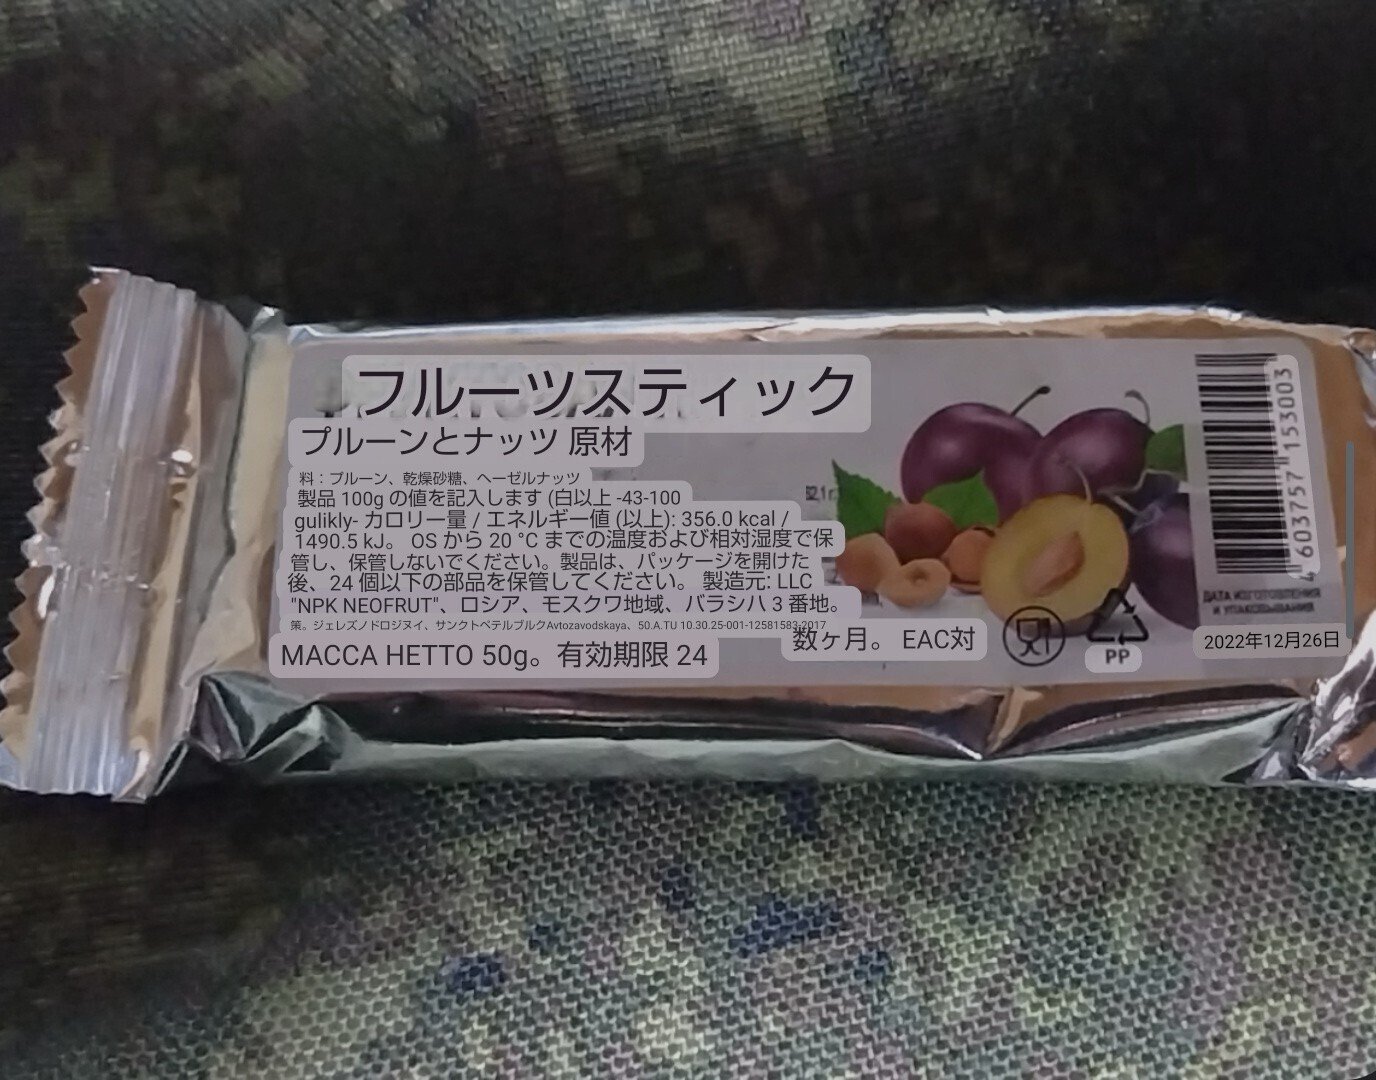 フルーツスティック
プルーンとナッツ 原材
料：プルーン、乾燥砂糖、ヘーゼルナッツ
製品 100g の値を記入します (白以上 -43-100
gulikly- カロリー量 / エネルギー値 (以上): 356.0 kcal /
1490.5 kJ。 OS から 20 °C までの温度および相対湿度で保
管し、保管しないでください。製品は、パッケージを開けた
後、24 個以下の部品を保管してください。 製造元: LLC
"NPK NEOFRUT"、ロシア、モスクワ地域、バラシハ 3 番地。
策。ジェレズノドロジヌイ、サンクトペテルブルクAvtozavodskaya、50.A.TU 10.30.25-001-12581583-2017
MACCA HETTO 50g。有効期限 24
数ヶ月。 EAC対
PP
4 603757 153003
ДАТА ИЗГОТОВЛЕНИЯ
И УПАКОВЫВАНИЯ
2022年12月26日